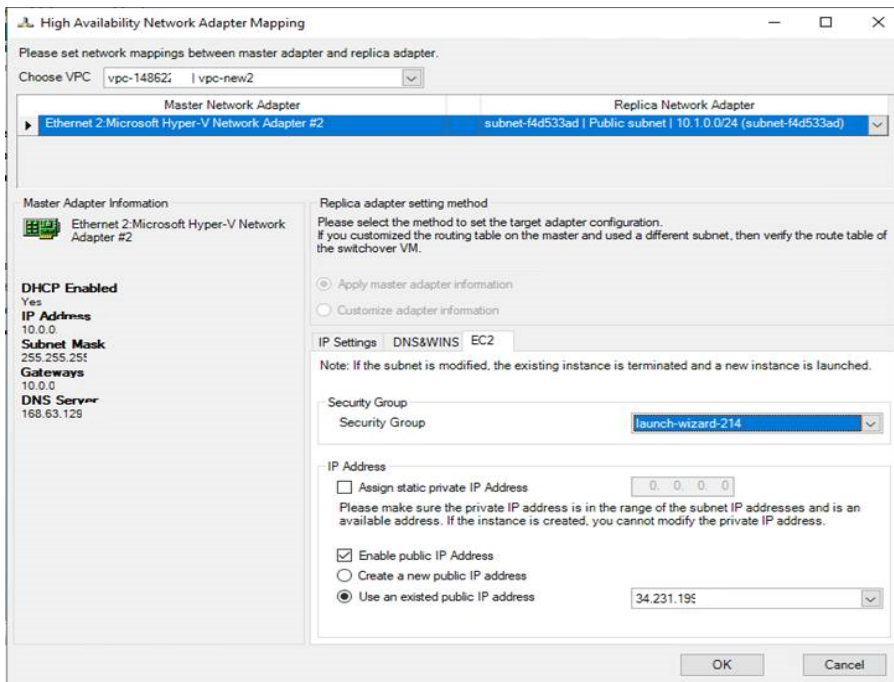 High Availability Network Adapter Mapping
Please set network mappings between master adapter and replica adapter.
Choose VPC vpc-148622 | vpc-new2
Master Network Adapter Replica Network Adapter
Ethernet 2:Microsoft Hyper-V Network Adapter #2 subnet-f4d533ad | Public subnet | 10.1.0.0/24 (subnet-f4d533ad)
Master Adapter Information
Ethernet 2:Microsoft Hyper-V Network
Adapter #2
DHCP Enabled
Yes
IP Address
10.0.0.
Subnet Mask
255.255.255
Gateways
10.0.0
DNS Server
168.63.129
Replica adapter setting method
Please select the method to set the target adapter configuration.
If you customized the routing table on the master and used a different subnet, then verify the route table of
the switchover VM.
Apply master adapter information
Customize adapter information
IP Settings DNS&WINS EC2
Note: If the subnet is modified, the existing instance is terminated and a new instance is launched.
Security Group
Security Group launch-wizard-214
IP Address
Assign static private IP Address 0. 0. 0. 0
Please make sure the private IP address is in the range of the subnet IP addresses and is an
available address. If the instance is created, you cannot modify the private IP address.
Enable public IP Address
Create a new public IP address
Use an existed public IP address 34.231.199
OK Cancel